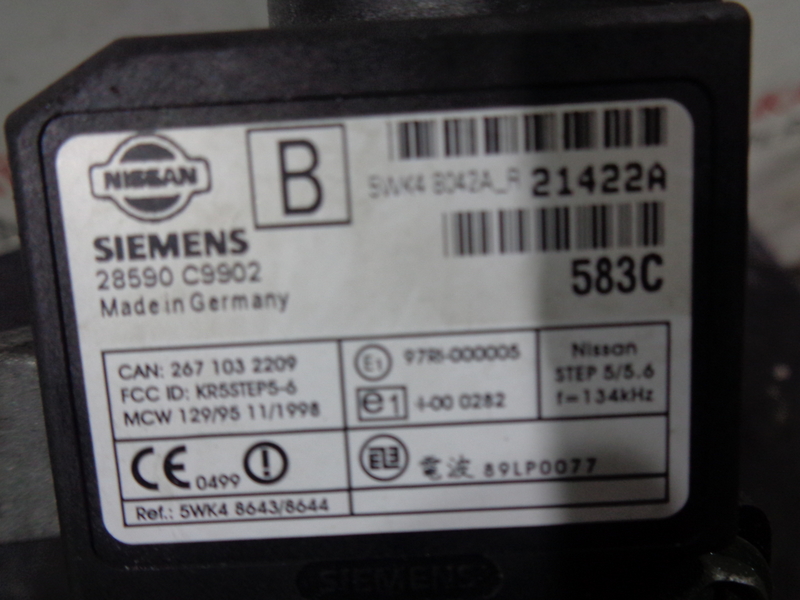 NISSAN
B
5WK4 8042A_R 21422A
SIEMENS
28590 C9902
583C
Made in Germany
CAN: 267 103 2209
FCC ID: KR5STEP5-6
MCW 129/95 11/1998
E1 97RI-000005
e1 I-00 0282
Nissan
STEP 5/5.6
f=134kHz
CE 0499
電波 89LP0077
Ref.: 5WK4 8643/8644
SIEMENS